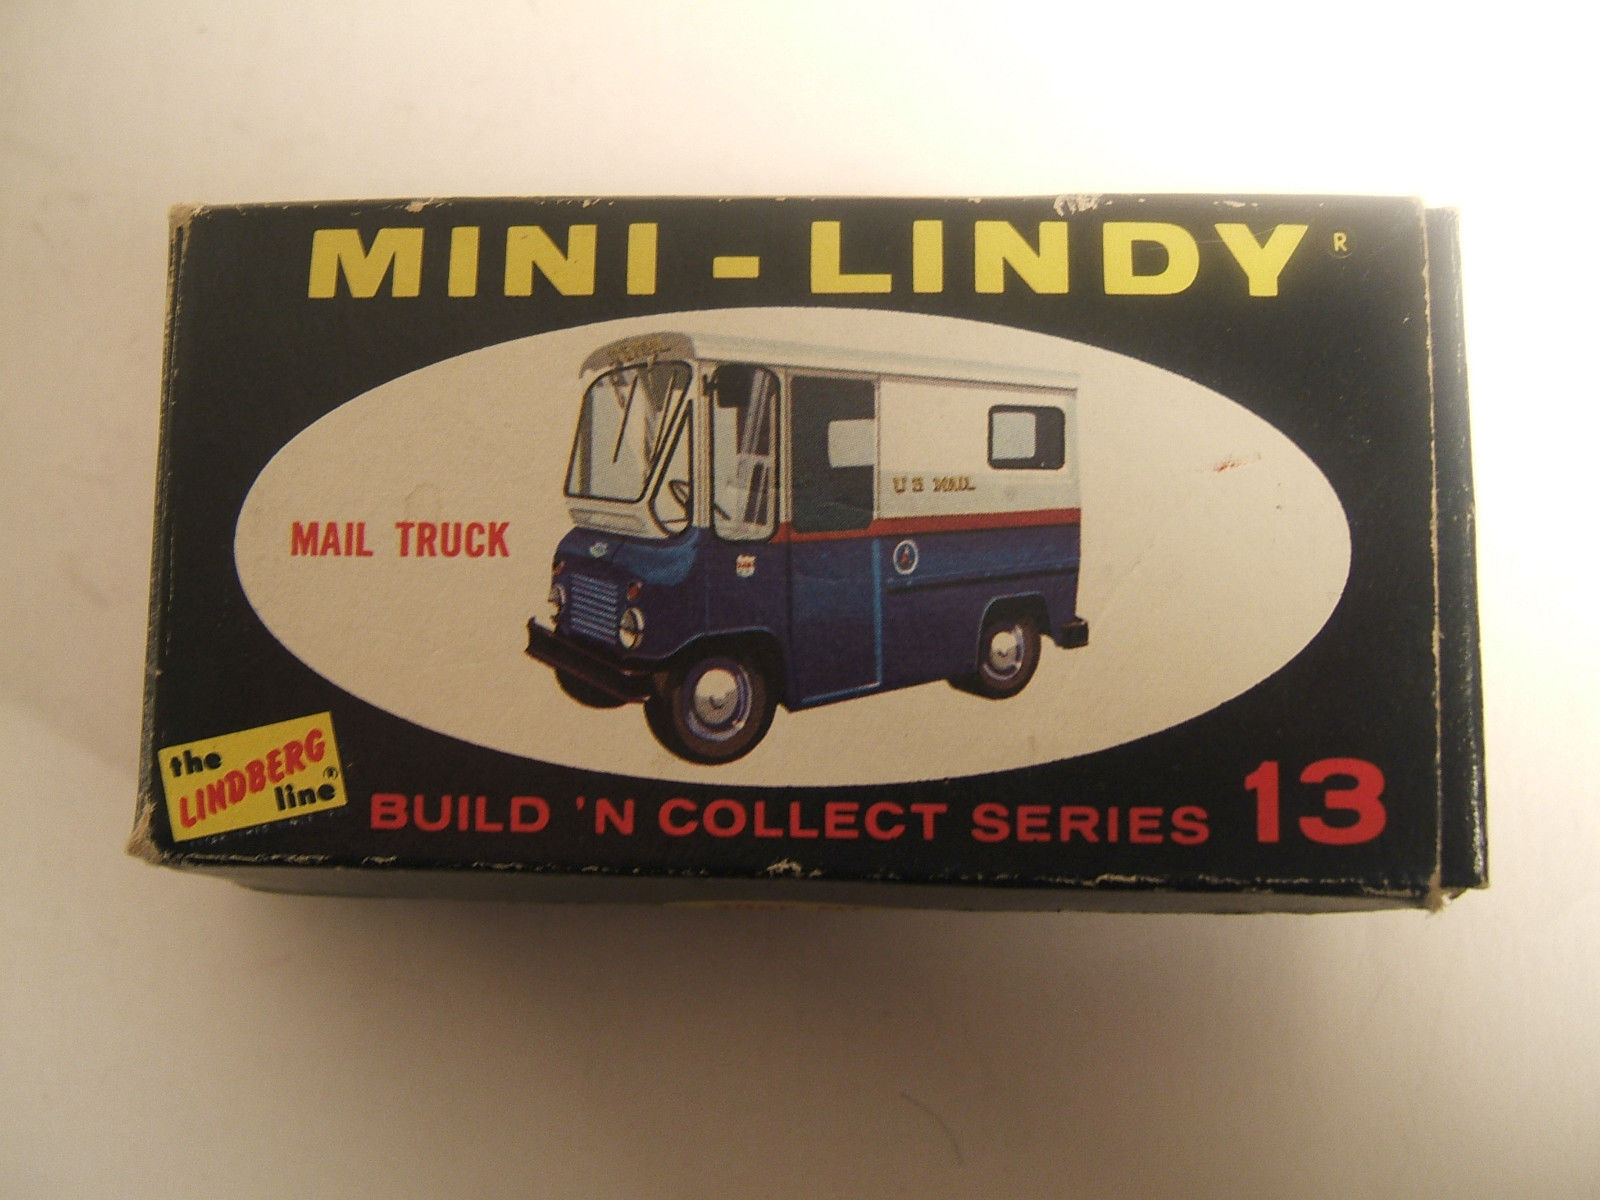 MINI - LINDY®
U S MAIL
MAIL TRUCK
the
LINDBERG®
line
BUILD 'N COLLECT SERIES 13